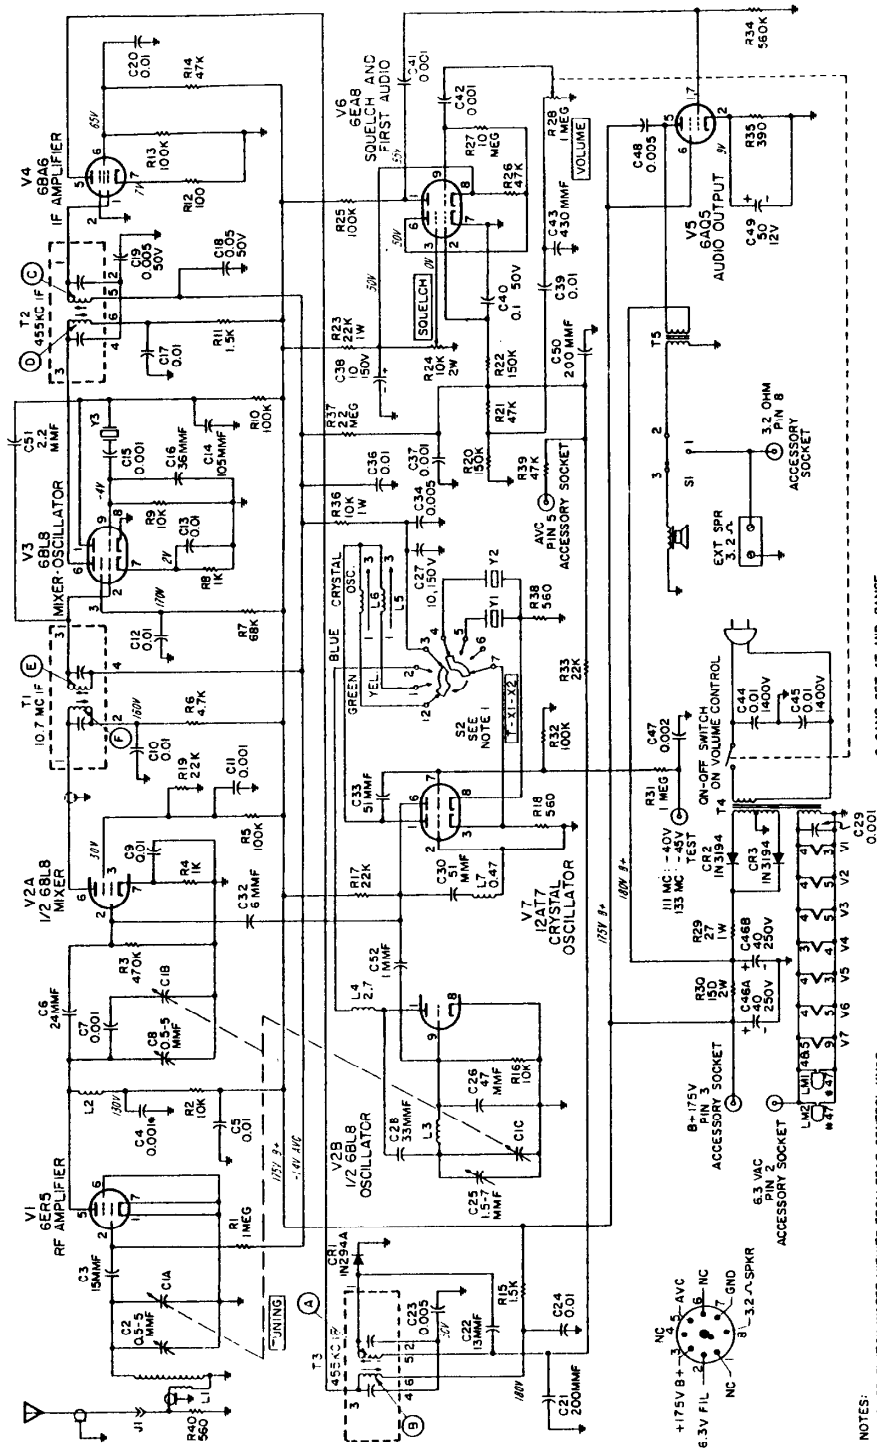 V1
6ER5
RF AMPLIFIER
V2A
1/2 6BL8
MIXER
T1
10.7 MC IF
V3
6BL8
MIXER-OSCILLATOR
T2
455KC IF
V4
6BA6
IF AMPLIFIER
J1
R40
560
L1
C2
0.5-5
MMF
C1A
C3
15MMF
R1
1MEG
TUNING
L2
130V
C4
R2
10K
C5
0.01
C6
24MMF
C7
0.001
C8
0.5-5
MMF
C1B
R3
470K
30V
C9
0.01
R4
1K
R19
22K
R5
100K
C11
0.001
C32
6 MMF
160V
C10
0.01
R6
4.7K
F
E
170V
C12
0.01
R7
68K
R8
1K
2V
C13
0.01
R9
10K
-4V
C15
0.001
Y3
C16
36MMF
C14
105MMF
R10
100K
C51
2.2
MMF
D
C
C17
0.01
R11
1.5K
C19
0.005
50V
C18
0.05
50V
7V
R12
100
R13
100K
65V
R14
47K
C20
0.01
175V B+
-1.4V AVC
A
T3
455KC IF
B
CR1
1N294A
C23
0.005
C22
13MMF
R15
1.5K
C24
0.01
C21
200MMF
180V
V2B
1/2 6BL8
OSCILLATOR
C25
1.5-7
MMF
C28
33MMF
L3
C1C
C26
47
MMF
R16
10K
L4
2.7
C52
1MMF
R17
22K
C30
51
MMF
L7
0.47
C33
51 MMF
R18
560
V7
12AT7
CRYSTAL
OSCILLATOR
BLUE
GREEN
YEL.
CRYSTAL
OSC.
L6
L5
S2
SEE
NOTE 1
T-X1-X2
Y1
Y2
R38
560
R32
100K
R33
22K
C27
10,150V
C34
0.005
R36
10K
1W
C36
0.01
R37
2.2
MEG
C37
0.001
C38
10
150V
R23
22K
1W
R24
10K
2W
SQUELCH
R20
150K
R21
47K
R22
150K
R39
47K
AVC
PIN 5
ACCESSORY SOCKET
C50
200 MMF
C40
0.1
50V
C39
0.01
C43
430 MMF
R25
100K
R26
47K
R27
10
MEG
R28
1 MEG
VOLUME
V6
6EA8
SQUELCH AND
FIRST AUDIO
C41
0.001
C42
0.001
R34
560K
C48
0.005
V5
6AQ5
AUDIO OUTPUT
9V
R35
390
C49
50
12V
T5
S1
EXT SPR
3.2 Ω
3.2 OHM
PIN 8
ACCESSORY
SOCKET
175V B+
180V B+
R31
1 MEG
C47
0.002
111 MC: -40V
133 MC: -45V
TEST
ON-OFF SWITCH
ON VOLUME CONTROL
T4
C44
0.01
1400V
C45
0.01
1400V
CR2
1N3194
CR3
1N3194
R29
27
1W
R30
150
2W
C46B
40
250V
C46A
40
250V
C29
0.001
B+175V
PIN 3
ACCESSORY SOCKET
6.3 VAC
PIN 2
ACCESSORY SOCKET
LM2
#47
LM1
#47
V7
V6
V5
V4
V3
V2
V1
+175V B+
NC
AVC
NC
GND
3.2 Ω SPKR
NC
6.3V FIL
NOTES: